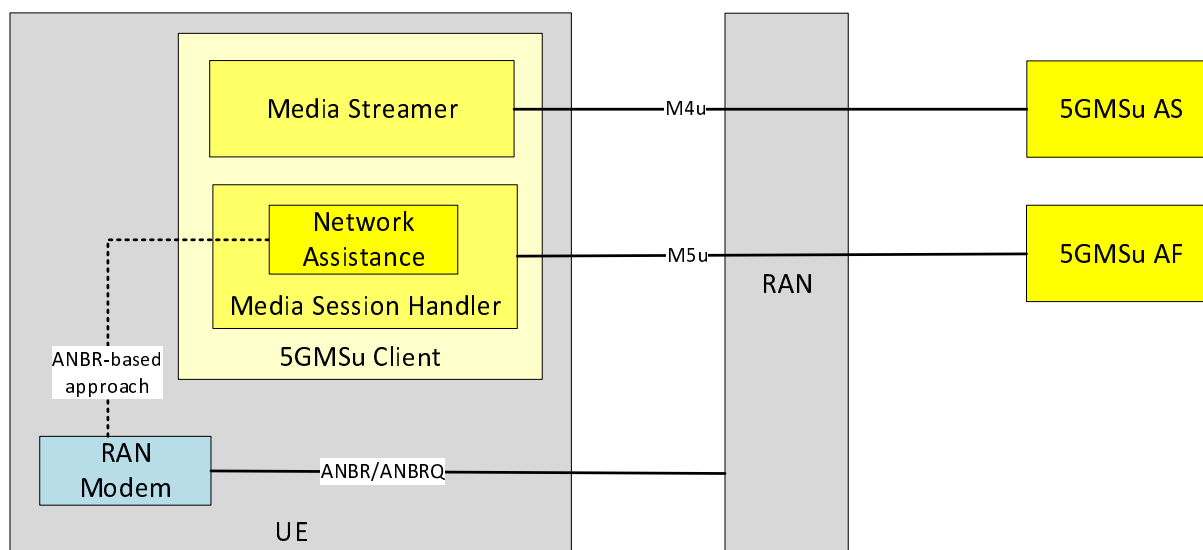 Media Streamer
M4u
5GMSu AS
Network
Assistance
M5u
5GMSu AF
RAN
Media Session Handler
5GMSu Client
ANBR-based
approach
RAN
Modem
ANBR/ANBRQ
UE